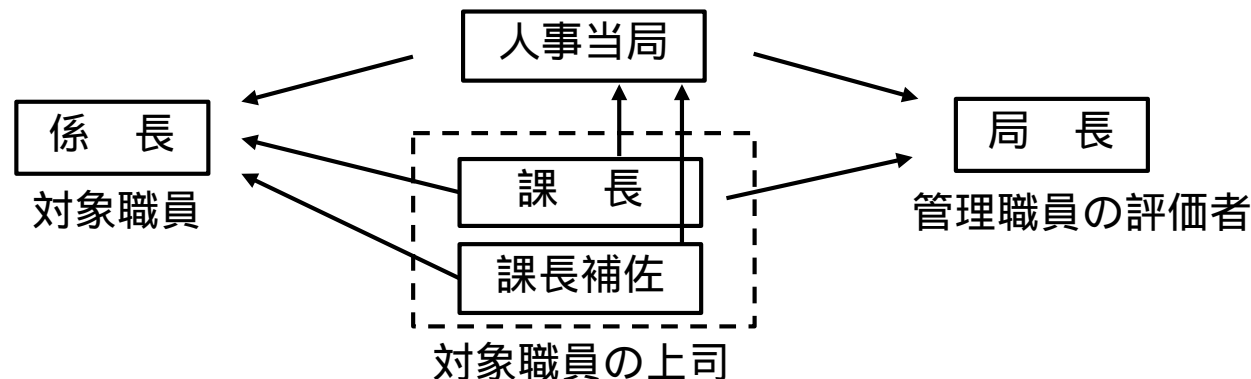 人事当局
係　長
対象職員
課　長
課長補佐
対象職員の上司
局　長
管理職員の評価者